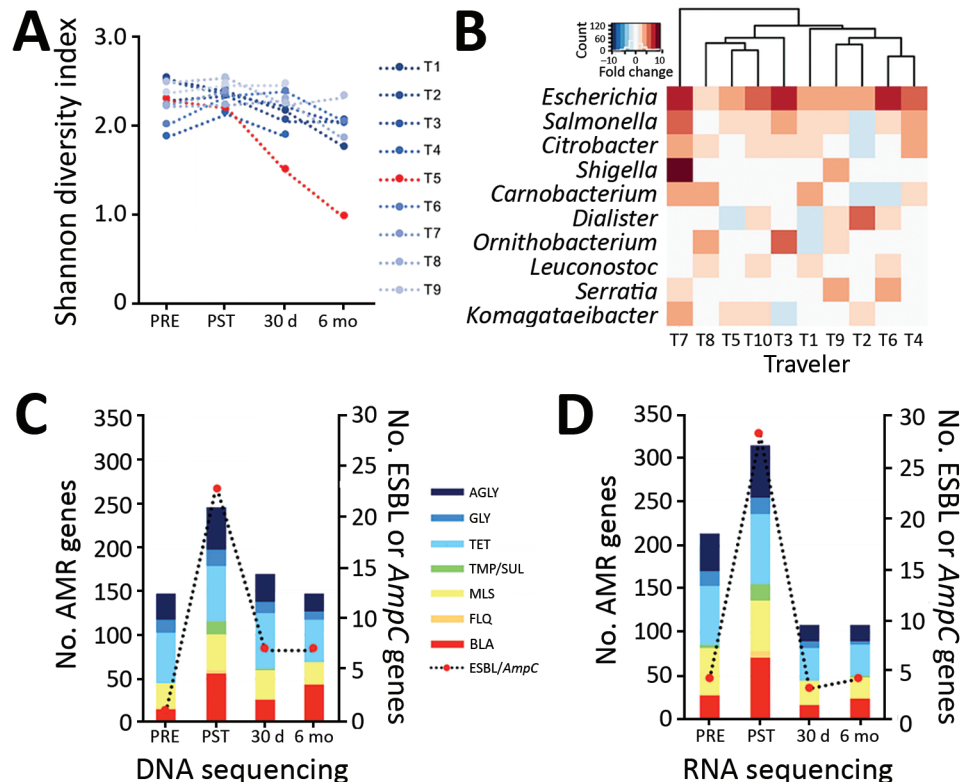 A
Shannon diversity index
3.0
2.0
1.0
0
PRE PST 30 d 6 mo
T1
T2
T3
T4
T5
T6
T7
T8
T9
B
Count
120
60
0
−10 0 10
Fold change
Escherichia
Salmonella
Citrobacter
Shigella
Carnobacterium
Dialister
Ornithobacterium
Leuconostoc
Serratia
Komagataeibacter
T7 T8 T5 T10 T3 T1 T9 T2 T6 T4
Traveler
C
No. AMR genes
350
300
250
200
150
100
50
0
30
25
20
15
10
5
0
No. ESBL or AmpC genes
PRE PST 30 d 6 mo
DNA sequencing
AGLY
GLY
TET
TMP/SUL
MLS
FLQ
BLA
ESBL/AmpC
D
No. AMR genes
350
300
250
200
150
100
50
0
30
25
20
15
10
5
0
No. ESBL or AmpC genes
PRE PST 30 d 6 mo
RNA sequencing